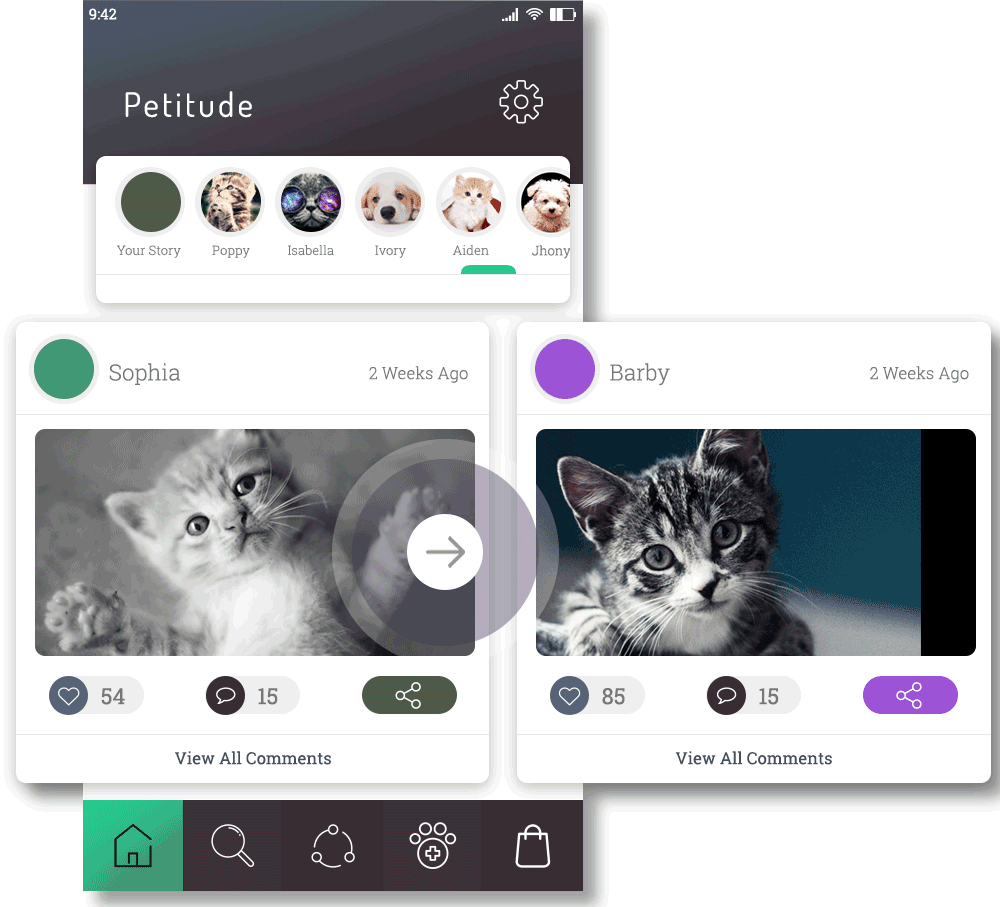 9:42
Petitude
Your Story Poppy Isabella Ivory Aiden Jhony
Sophia 2 Weeks Ago
54 15
View All Comments
Barby 2 Weeks Ago
85 15
View All Comments